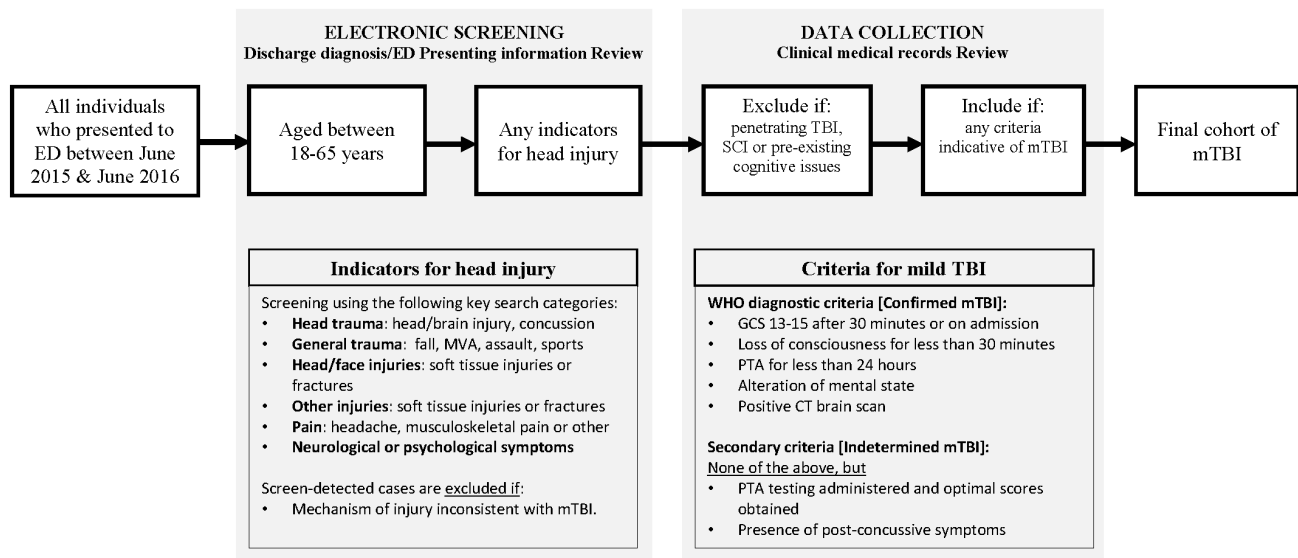 ELECTRONIC SCREENING
Discharge diagnosis/ED Presenting information Review
DATA COLLECTION
Clinical medical records Review
All individuals
who presented to
ED between June
2015 & June 2016
Aged between
18-65 years
Any indicators
for head injury
Exclude if:
penetrating TBI,
SCI or pre-existing
cognitive issues
Include if:
any criteria
indicative of mTBI
Final cohort of
mTBI
Indicators for head injury
Screening using the following key search categories:
• Head trauma: head/brain injury, concussion
• General trauma: fall, MVA, assault, sports
• Head/face injuries: soft tissue injuries or
fractures
• Other injuries: soft tissue injuries or fractures
• Pain: headache, musculoskeletal pain or other
• Neurological or psychological symptoms
Screen-detected cases are excluded if:
• Mechanism of injury inconsistent with mTBI.
Criteria for mild TBI
WHO diagnostic criteria [Confirmed mTBI]:
• GCS 13-15 after 30 minutes or on admission
• Loss of consciousness for less than 30 minutes
• PTA for less than 24 hours
• Alteration of mental state
• Positive CT brain scan
Secondary criteria [Indetermined mTBI]:
None of the above, but
• PTA testing administered and optimal scores
obtained
• Presence of post-concussive symptoms